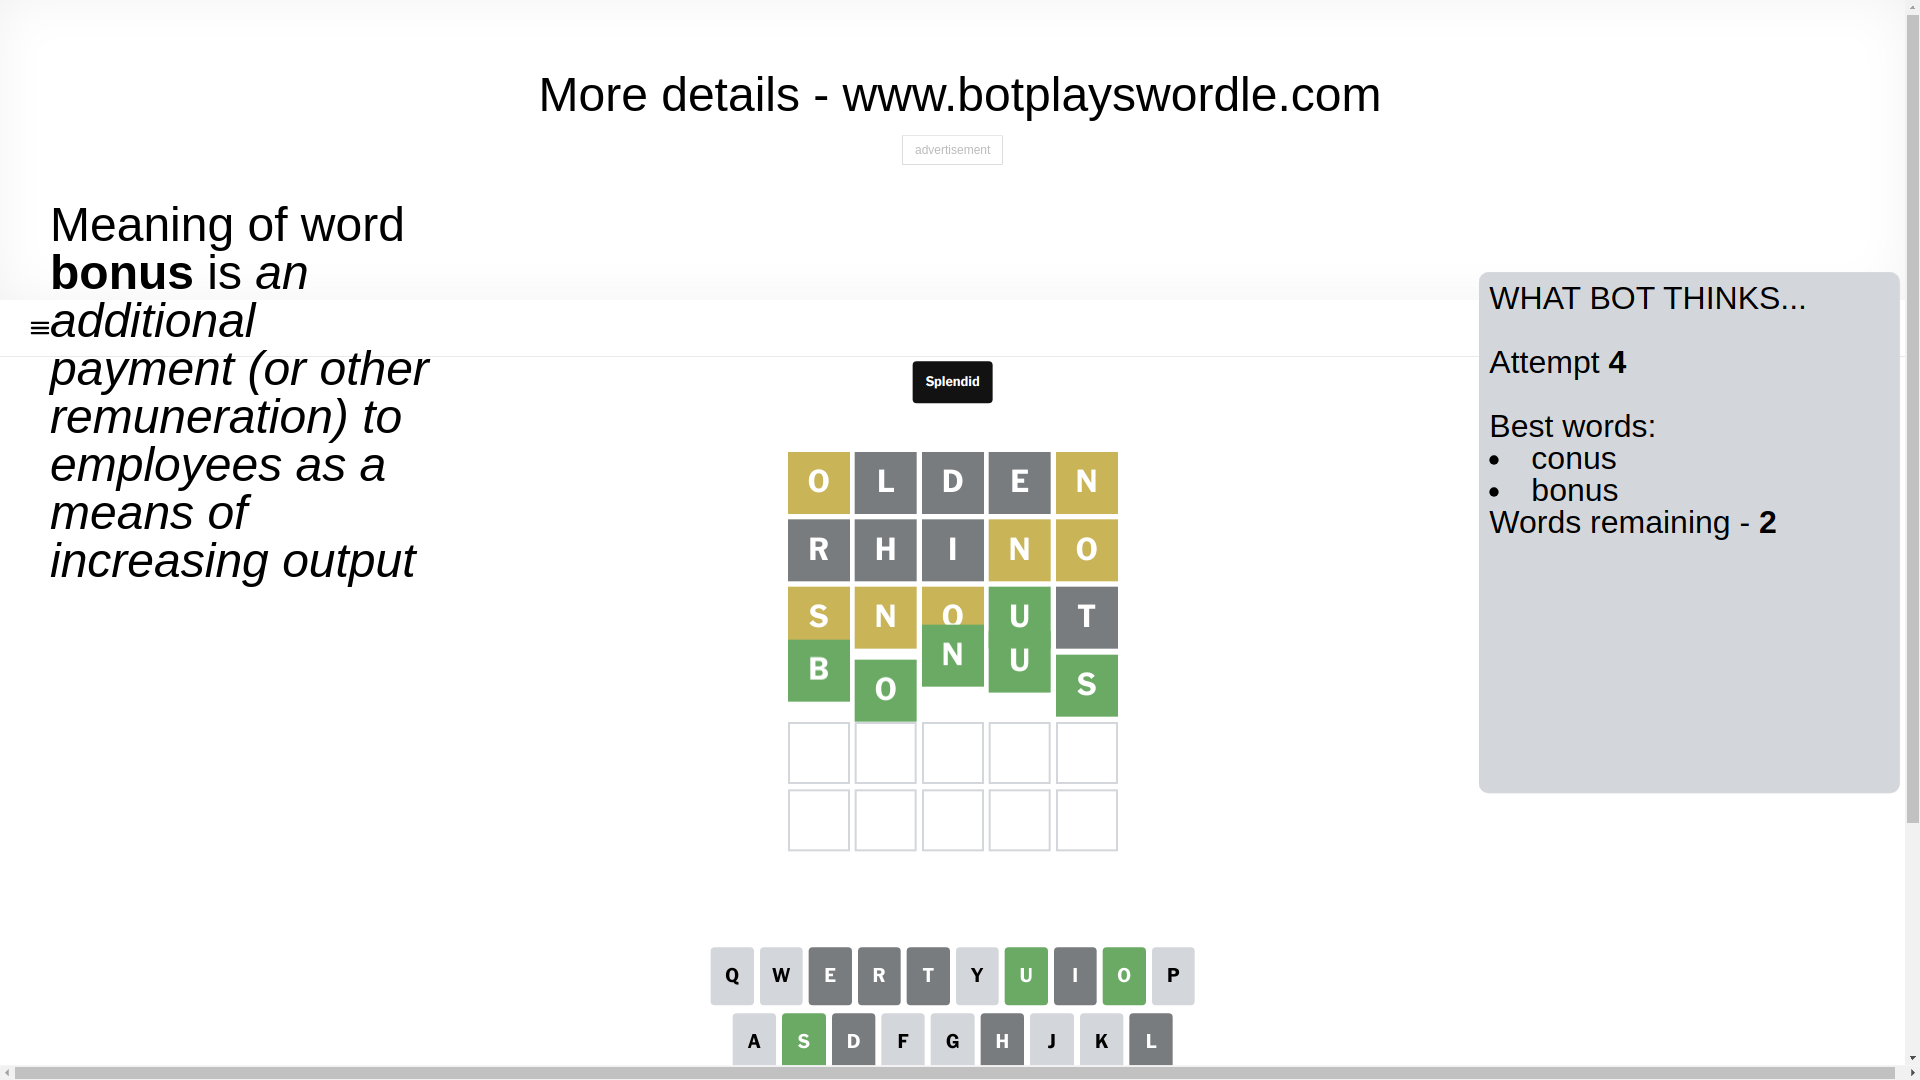 More details - www.botplayswordle.com
advertisement
Meaning of word
bonus is an
additional
payment (or other
remuneration) to
employees as a
means of
increasing output
Splendid
O L D E N
R H I N O
S N O U T
B O N U S
WHAT BOT THINKS...
Attempt 4
Best words:
• conus
• bonus
Words remaining - 2
Q W E R T Y U I O P
A S D F G H J K L